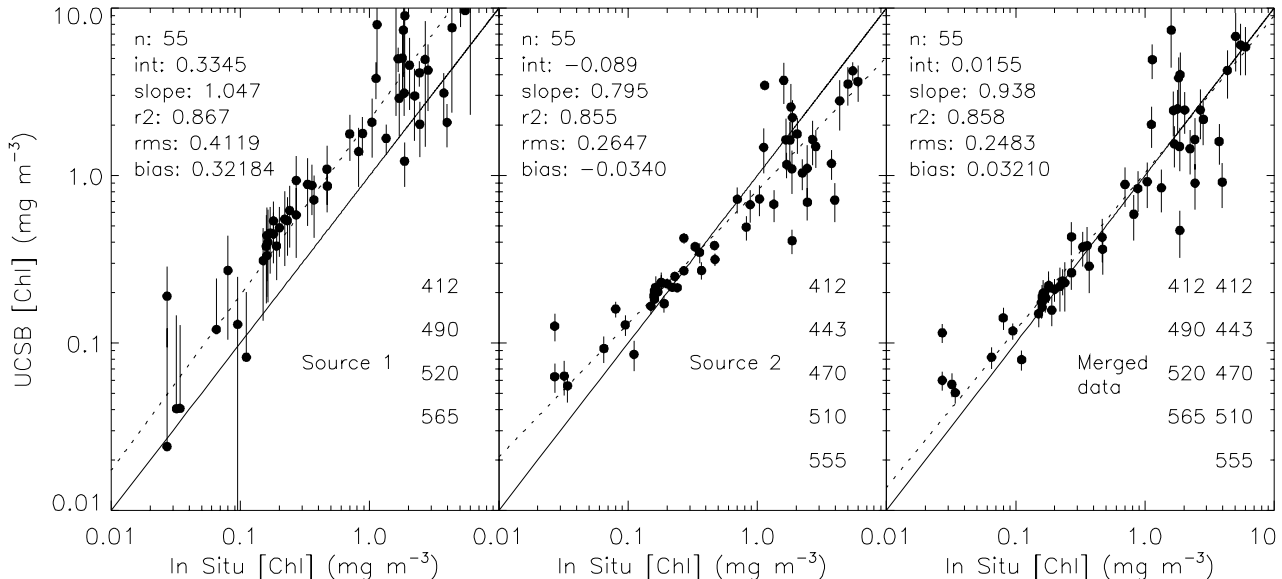 UCSB [Chl] (mg m⁻³)
10.0
1.0
0.1
0.01
n: 55
int: 0.3345
slope: 1.047
r2: 0.867
rms: 0.4119
bias: 0.32184
Source 1
412
490
520
565
n: 55
int: −0.089
slope: 0.795
r2: 0.855
rms: 0.2647
bias: −0.0340
Source 2
412
443
470
510
555
n: 55
int: 0.0155
slope: 0.938
r2: 0.858
rms: 0.2483
bias: 0.03210
Merged
data
412 412
490 443
520 470
565 510
555
0.01 0.1 1.0 0.01 0.1 1.0 0.01 0.1 1.0 10
In Situ [Chl] (mg m⁻³) In Situ [Chl] (mg m⁻³) In Situ [Chl] (mg m⁻³)